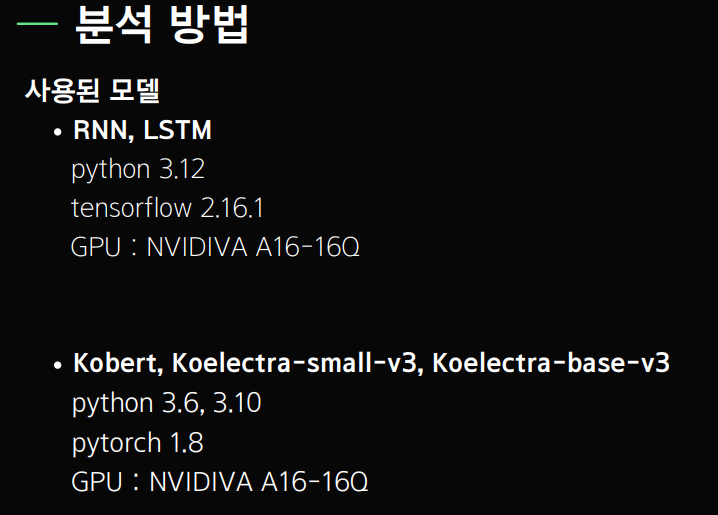 분석 방법
사용된 모델
• RNN, LSTM
python 3.12
tensorflow 2.16.1
GPU : NVIDIVA A16-16Q
• Kobert, Koelectra-small-v3, Koelectra-base-v3
python 3.6, 3.10
pytorch 1.8
GPU : NVIDIVA A16-16Q